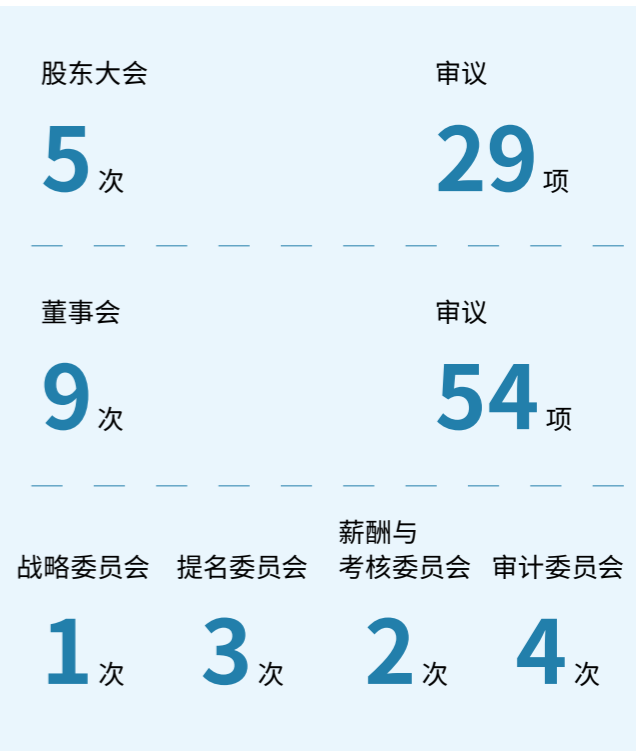 股东大会 审议
5次 29项
董事会 审议
9次 54项
薪酬与
战略委员会 提名委员会 考核委员会 审计委员会
1次 3次 2次 4次